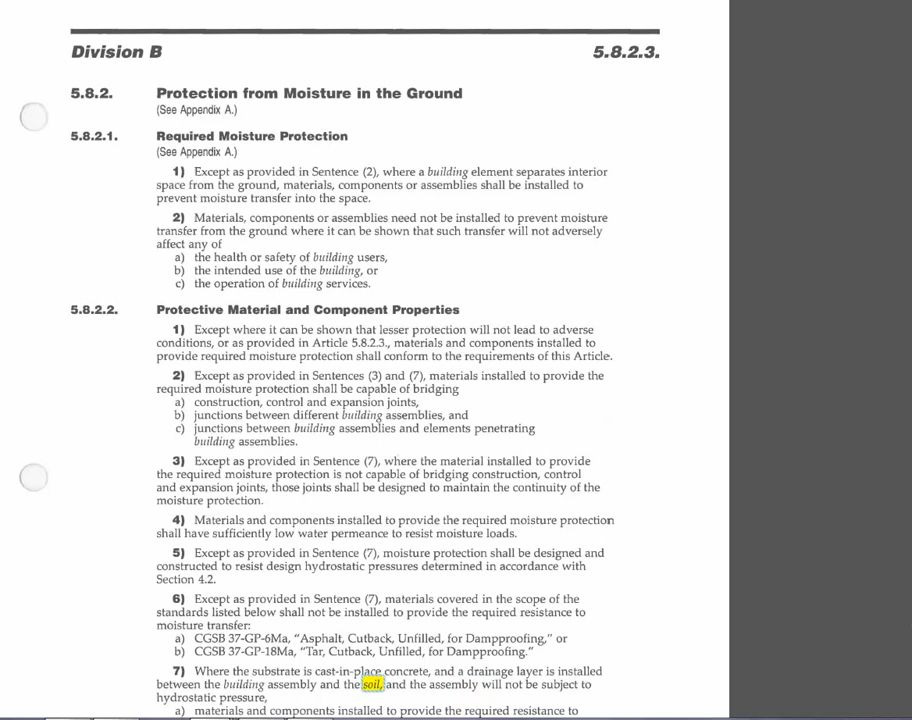 Division B 5.8.2.3.
5.8.2. Protection from Moisture in the Ground
(See Appendix A.)
5.8.2.1. Required Moisture Protection
(See Appendix A.)
1) Except as provided in Sentence (2), where a building element separates interior
space from the ground, materials, components or assemblies shall be installed to
prevent moisture transfer into the space.
2) Materials, components or assemblies need not be installed to prevent moisture
transfer from the ground where it can be shown that such transfer will not adversely
affect any of
a) the health or safety of building users,
b) the intended use of the building, or
c) the operation of building services.
5.8.2.2. Protective Material and Component Properties
1) Except where it can be shown that lesser protection will not lead to adverse
conditions, or as provided in Article 5.8.2.3., materials and components installed to
provide required moisture protection shall conform to the requirements of this Article.
2) Except as provided in Sentences (3) and (7), materials installed to provide the
required moisture protection shall be capable of bridging
a) construction, control and expansion joints,
b) junctions between different building assemblies, and
c) junctions between building assemblies and elements penetrating
building assemblies.
3) Except as provided in Sentence (7), where the material installed to provide
the required moisture protection is not capable of bridging construction, control
and expansion joints, those joints shall be designed to maintain the continuity of the
moisture protection.
4) Materials and components installed to provide the required moisture protection
shall have sufficiently low water permeance to resist moisture loads.
5) Except as provided in Sentence (7), moisture protection shall be designed and
constructed to resist design hydrostatic pressures determined in accordance with
Section 4.2.
6) Except as provided in Sentence (7), materials covered in the scope of the
standards listed below shall not be installed to provide the required resistance to
moisture transfer:
a) CGSB 37-GP-6Ma, "Asphalt, Cutback, Unfilled, for Dampproofing," or
b) CGSB 37-GP-18Ma, "Tar, Cutback, Unfilled, for Dampproofing."
7) Where the substrate is cast-in-place concrete, and a drainage layer is installed
between the building assembly and the soil, and the assembly will not be subject to
hydrostatic pressure,
a) materials and components installed to provide the required resistance to